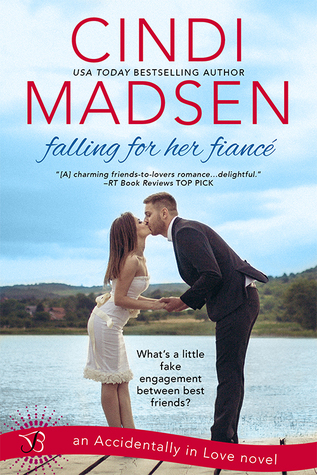 CINDI
USA TODAY BESTSELLING AUTHOR
MADSEN
falling for her fiancé
"[A] charming friends-to-lovers romance...delightful."
–RT Book Reviews TOP PICK
What's a little
fake
engagement
between best
friends?
B
an Accidentally in Love novel